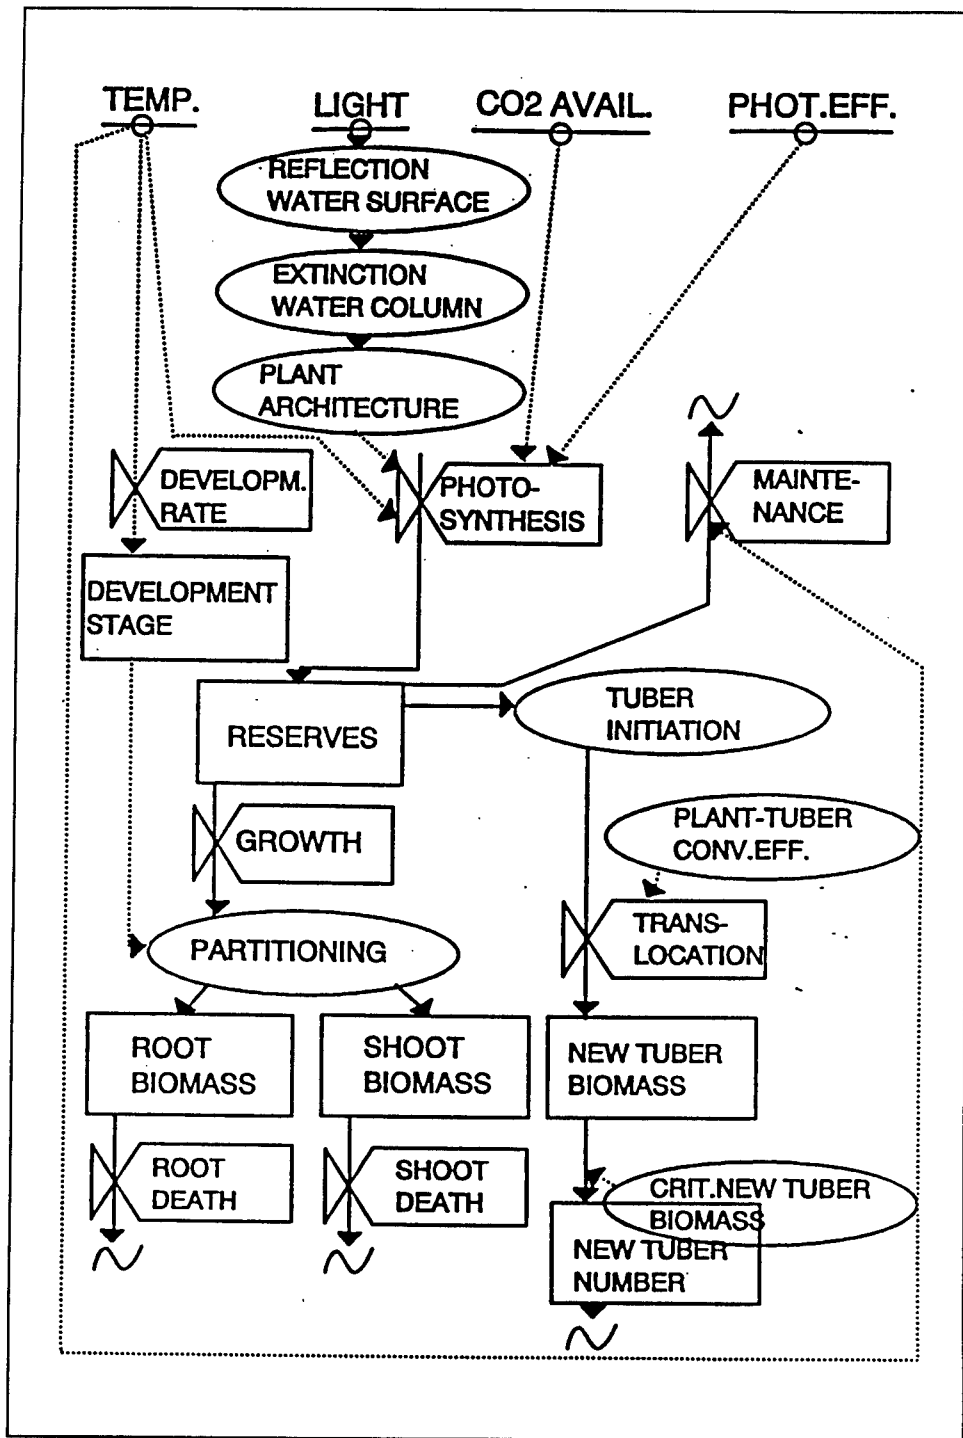 TEMP.
LIGHT
CO2 AVAIL.
PHOT.EFF.
REFLECTION
WATER SURFACE
EXTINCTION
WATER COLUMN
PLANT
ARCHITECTURE
DEVELOPM.
RATE
PHOTO-
SYNTHESIS
MAINTE-
NANCE
DEVELOPMENT
STAGE
RESERVES
TUBER
INITIATION
GROWTH
PLANT-TUBER
CONV.EFF.
PARTITIONING
TRANS-
LOCATION
ROOT
BIOMASS
SHOOT
BIOMASS
NEW TUBER
BIOMASS
ROOT
DEATH
SHOOT
DEATH
CRIT.NEW TUBER
BIOMASS
NEW TUBER
NUMBER